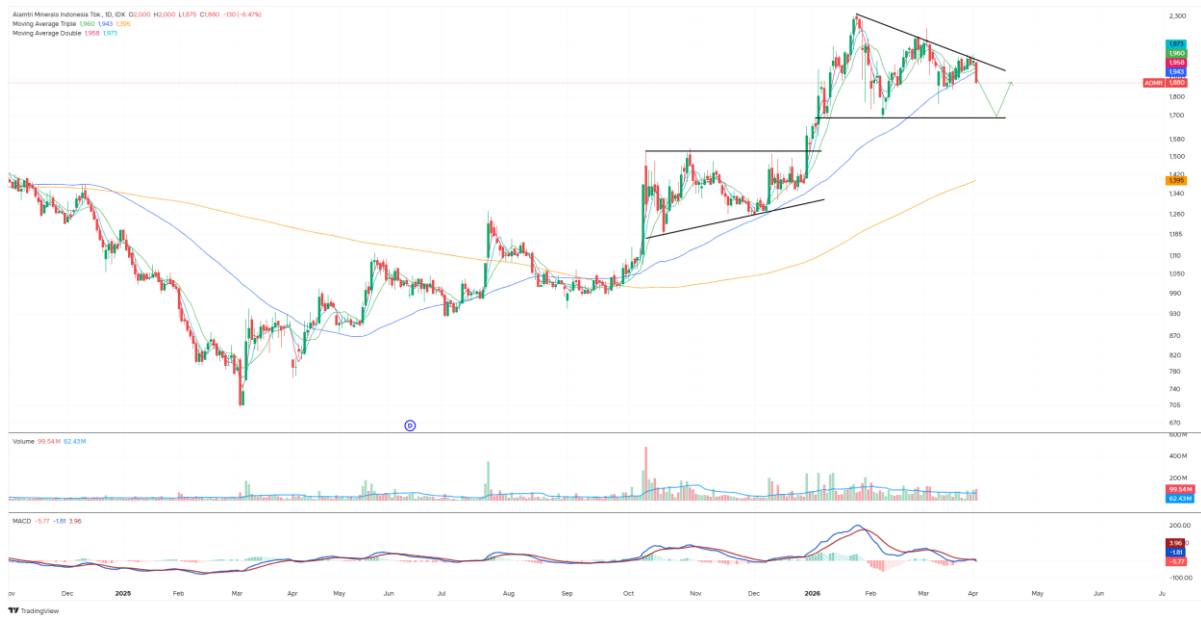 Alamtri Minerals Indonesia Tbk., 1D, IDX O2,000 H2,000 L1,875 C1,880 -130 (-6.47%)
Moving Average Triple 1,960 1,943 1,395
Moving Average Double 1,958 1,973
2,300
1,973
1,960
1,958
1,943
ADMR 1,880
1,800
1,700
1,580
1,500
1,420
1,395
1,340
1,260
1,185
1,110
1,050
990
930
870
820
780
740
705
670
D
Volume 99.54M 62.43M
600M
400M
200M
99.54M
62.43M
MACD -5.77 -1.81 3.96
200.00
3.96
-1.81
-5.77
-100.00
Dec 2025 Feb Mar Apr May Jun Jul Aug Sep Oct Nov Dec 2026 Feb Mar Apr May Jun
TradingView